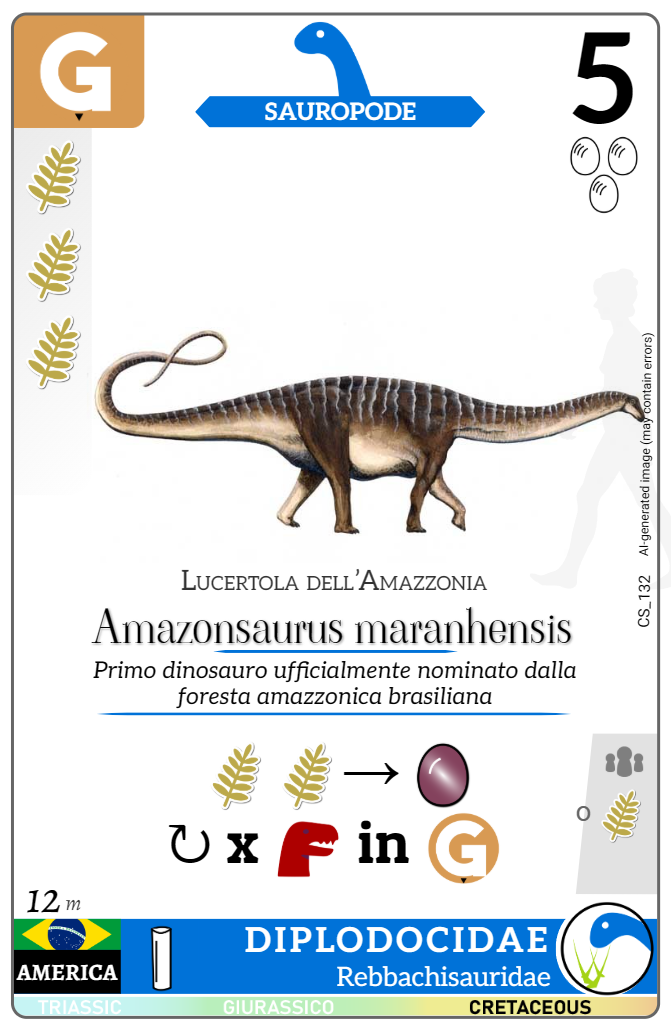 G
SAUROPODE
5
AI-generated image (may contain errors)
CS_132
Lucertola dell'Amazzonia
Amazonsaurus maranhensis
Primo dinosauro ufficialmente nominato dalla
foresta amazzonica brasiliana
o
x in G
12 m
AMERICA
DIPLODOCIDAE
Rebbachisauridae
TRIASSIC GIURASSICO CRETACEOUS